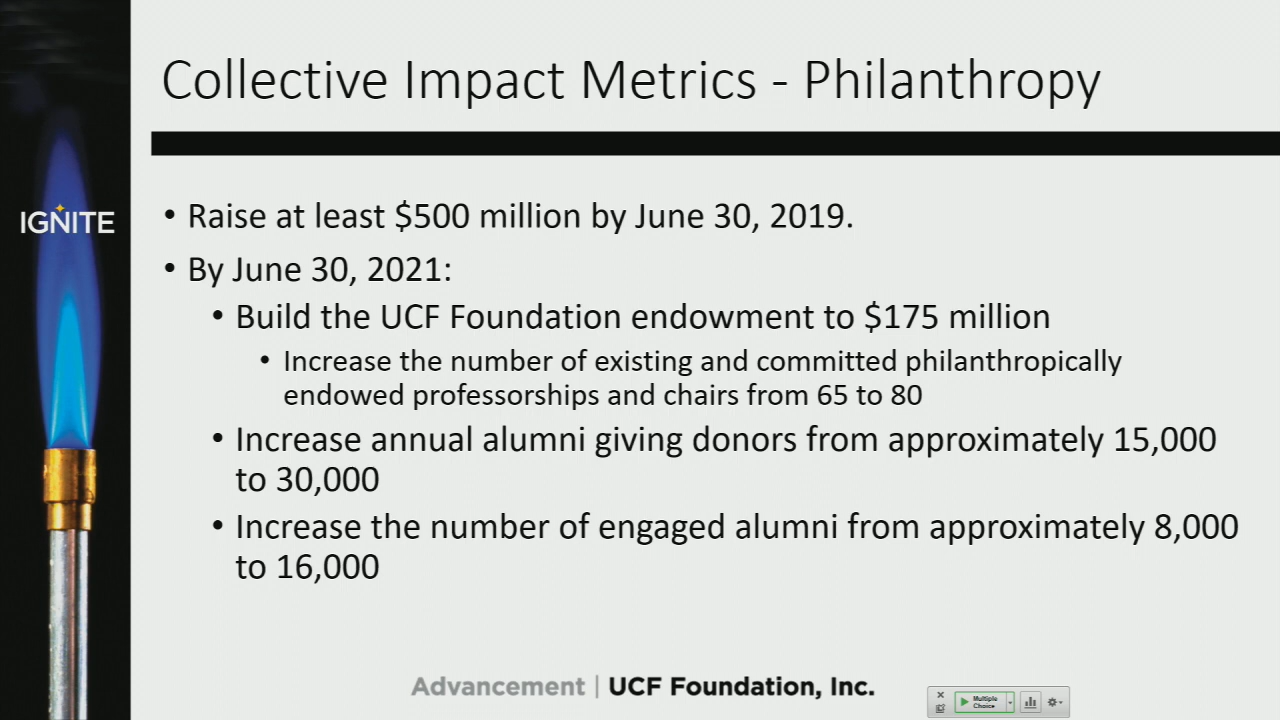 Collective Impact Metrics - Philanthropy
IGNITE
• Raise at least $500 million by June 30, 2019.
• By June 30, 2021:
• Build the UCF Foundation endowment to $175 million
• Increase the number of existing and committed philanthropically
endowed professorships and chairs from 65 to 80
• Increase annual alumni giving donors from approximately 15,000
to 30,000
• Increase the number of engaged alumni from approximately 8,000
to 16,000
Advancement | UCF Foundation, Inc.
Multiple
Choice